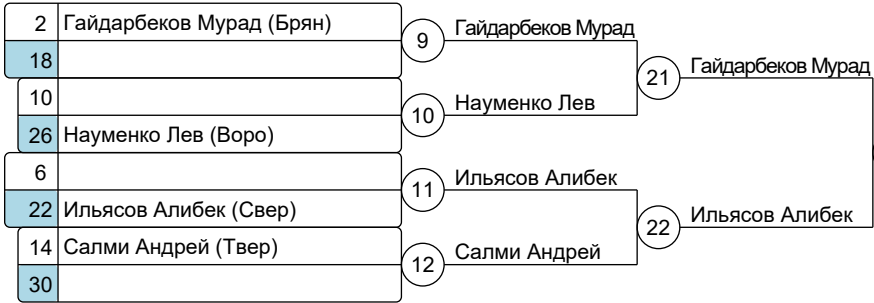 2 Гайдарбеков Мурад (Брян)
18
9 Гайдарбеков Мурад
10
26 Науменко Лев (Воро)
10 Науменко Лев
21 Гайдарбеков Мурад
6
22 Ильясов Алибек (Свер)
11 Ильясов Алибек
14 Салми Андрей (Твер)
30
12 Салми Андрей
22 Ильясов Алибек